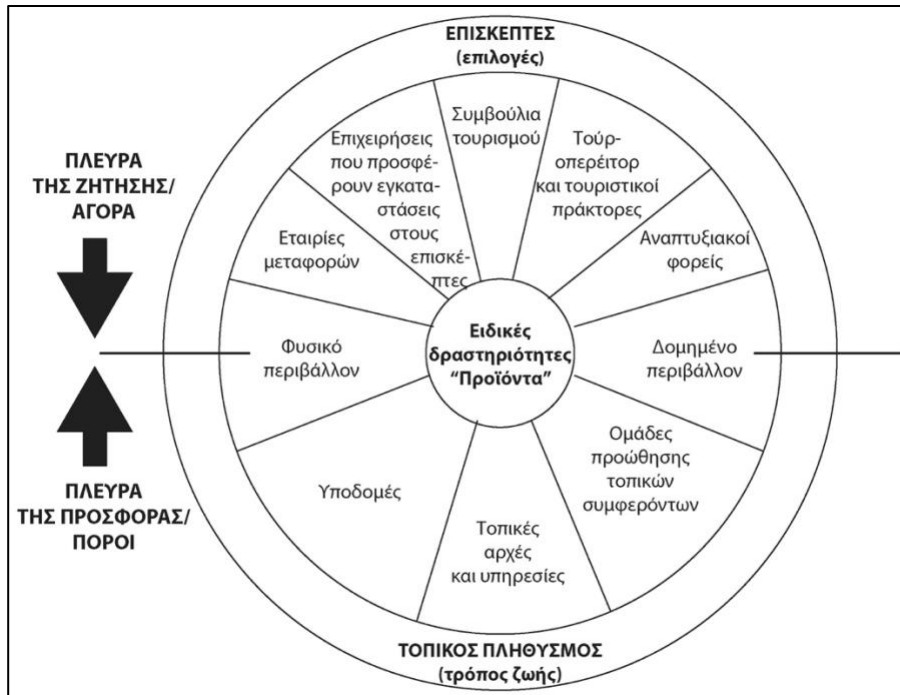 ΕΠΙΣΚΕΠΤΕΣ
(επιλογές)
ΠΛΕΥΡΑ
ΤΗΣ ΖΗΤΗΣΗΣ/
ΑΓΟΡΑ
Εταιρίες
μεταφορών
Επιχειρήσεις
που προσφέ-
ρουν εγκατα-
στάσεις
στους
επισκέ-
πτες
Συμβούλια
τουρισμού
Τούρ-
οπερέιτορ
και τουριστικοί
πράκτορες
Αναπτυξιακοί
φορείς
Φυσικό
περιβάλλον
Ειδικές
δραστηριότητες
“Προϊόντα”
Δομημένο
περιβάλλον
ΠΛΕΥΡΑ
ΤΗΣ ΠΡΟΣΦΟΡΑΣ/
ΠΟΡΟΙ
Υποδομές
Τοπικές
αρχές
και υπηρεσίες
Ομάδες
προώθησης
τοπικών
συμφερόντων
ΤΟΠΙΚΟΣ ΠΛΗΘΥΣΜΟΣ
(τρόπος ζωής)